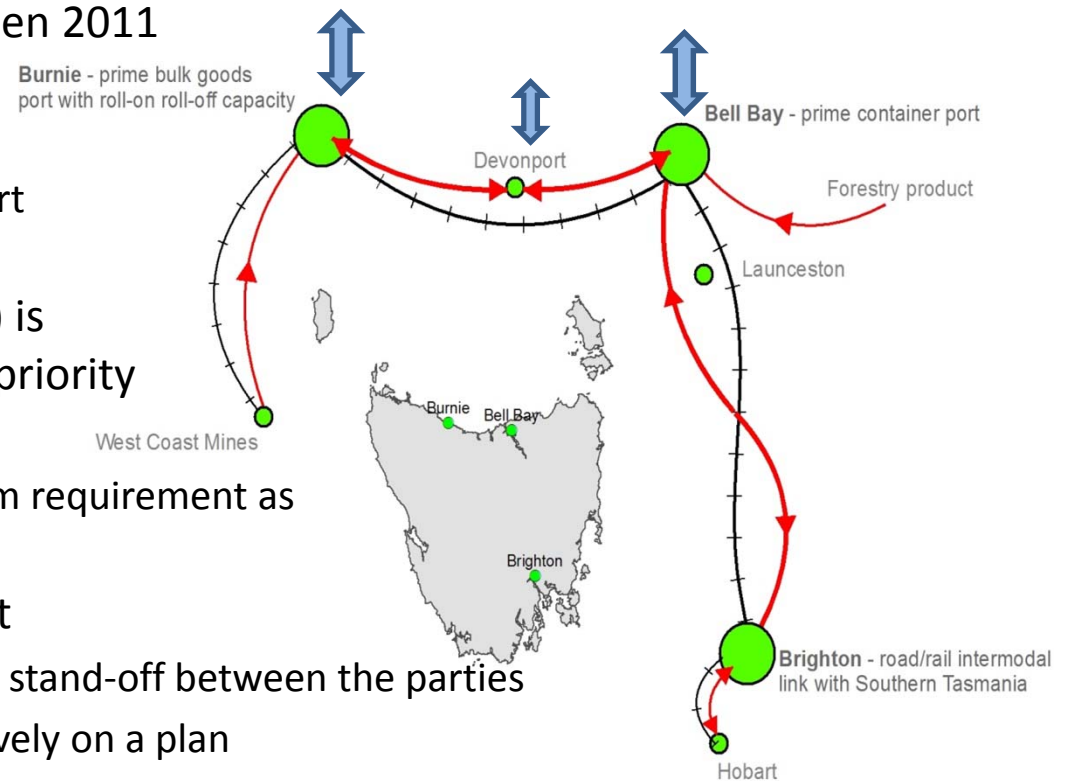 en 2011
Burnie - prime bulk goods
port with roll-on roll-off capacity
Bell Bay - prime container port
Devonport
rt
Forestry product
) is
Launceston
priority
Burnie
Bell Bay
West Coast Mines
m requirement as
Brighton
t
stand-off between the parties
Brighton - road/rail intermodal
link with Southern Tasmania
vely on a plan
Hobart